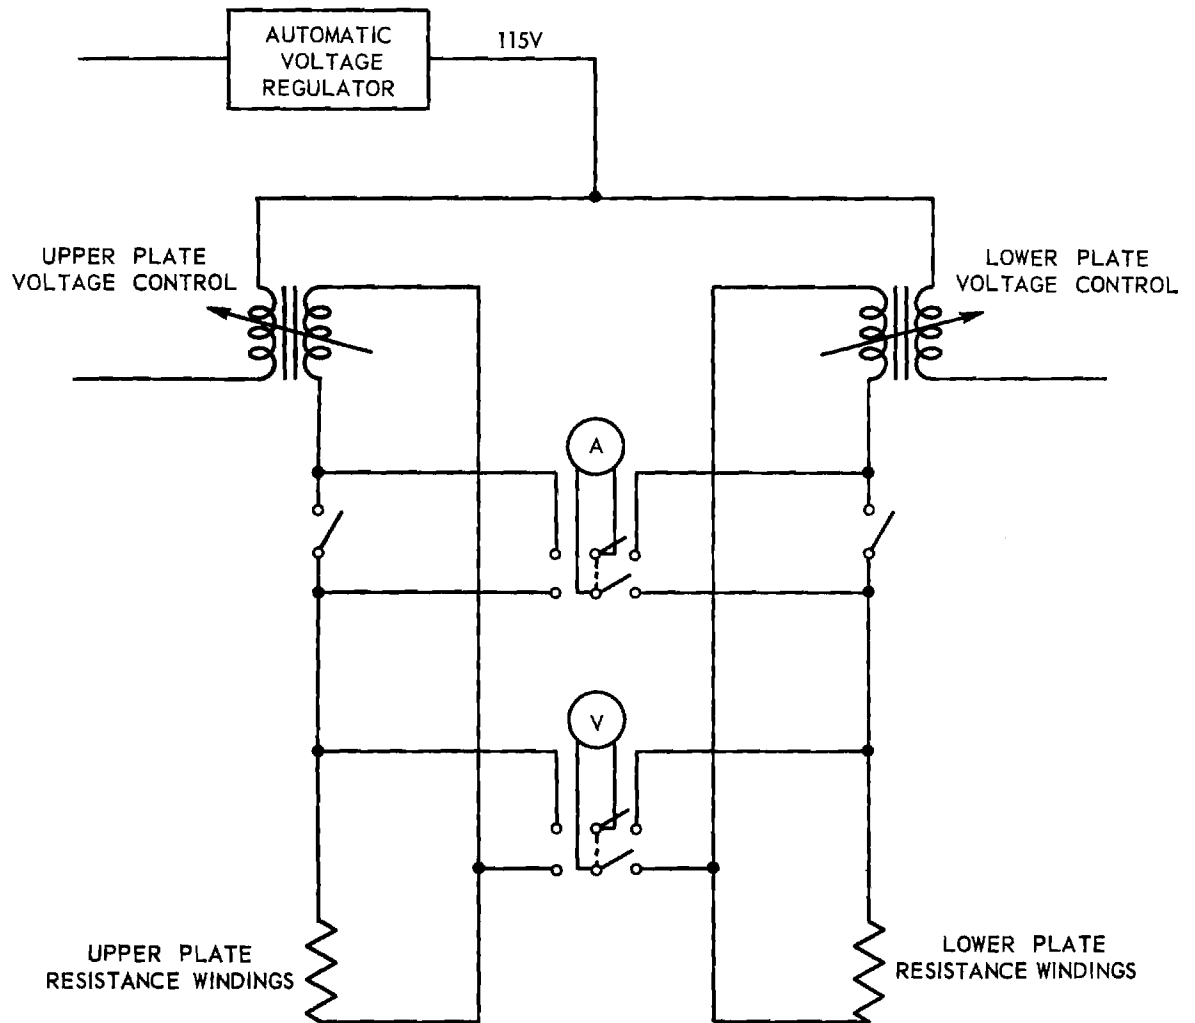 AUTOMATIC
VOLTAGE
REGULATOR
115V
UPPER PLATE
VOLTAGE CONTROL
LOWER PLATE
VOLTAGE CONTROL
A
V
UPPER PLATE
RESISTANCE WINDINGS
LOWER PLATE
RESISTANCE WINDINGS